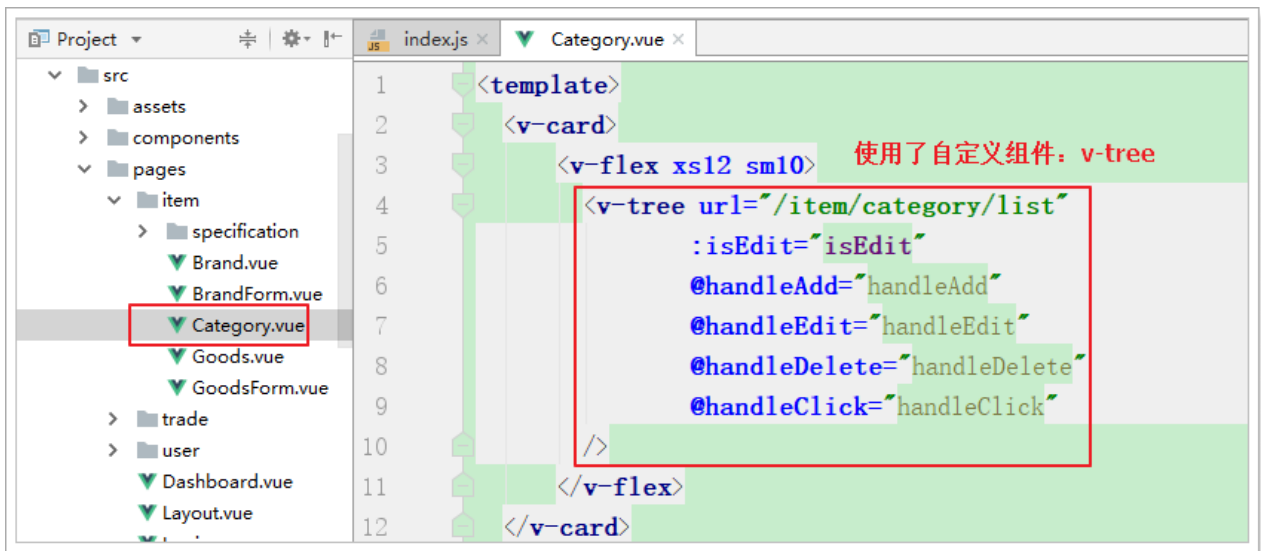 Project
src
assets
components
pages
item
specification
Brand.vue
BrandForm.vue
Category.vue
Goods.vue
GoodsForm.vue
trade
user
Dashboard.vue
Layout.vue
JS index.js
Category.vue
1 <template>
2 <v-card>
使用了自定义组件：v-tree
3 <v-flex xs12 sm10>
4 <v-tree url="/item/category/list"
5 :isEdit="isEdit"
6 @handleAdd="handleAdd"
7 @handleEdit="handleEdit"
8 @handleDelete="handleDelete"
9 @handleClick="handleClick"
10 />
11 </v-flex>
12 </v-card>